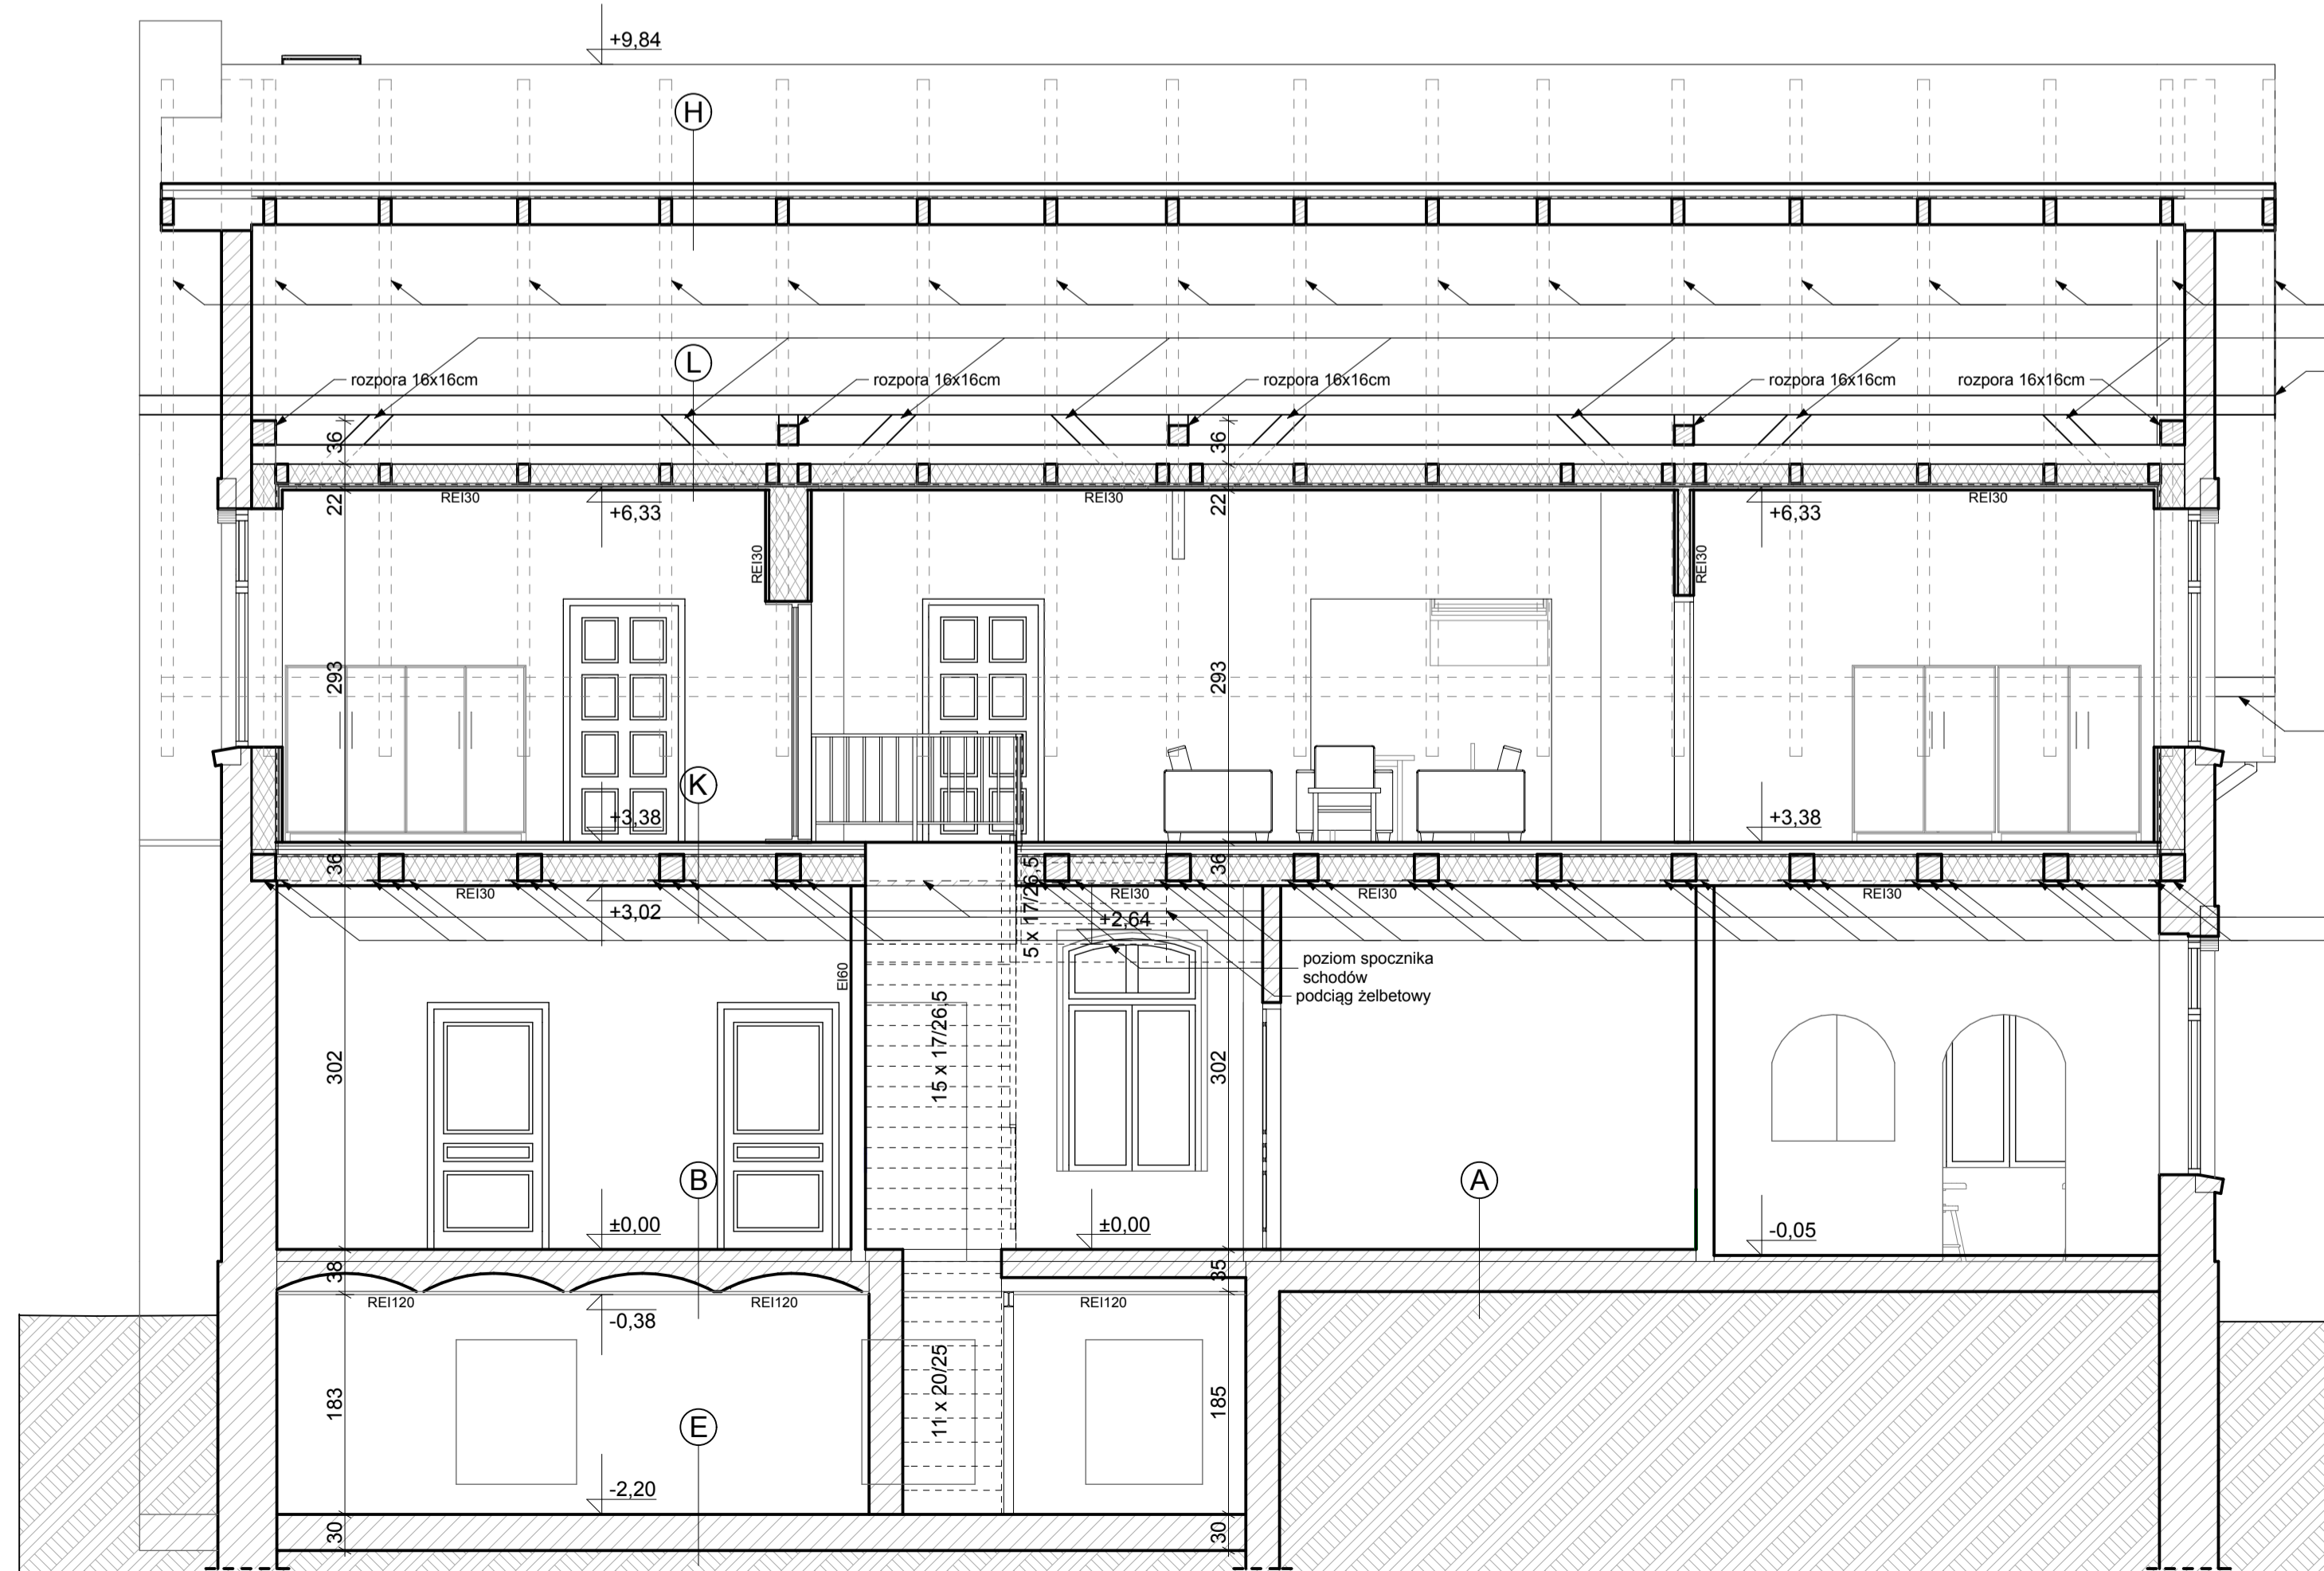 +9,84
H
L
rozpora 16x16cm
rozpora 16x16cm
rozpora 16x16cm
rozpora 16x16cm
rozpora 16x16cm
36
36
22
REI30
+6,33
REI30
22
REI30
+6,33
REI30
REI30
293
293
K
+3,38
+3,38
36
REI30
+3,02
5 x 17/26,5
REI30
36
REI30
REI30
+2,64
EI60
poziom spocznika
schodów
podciąg żelbetowy
302
15 x 17/26,5
302
B
A
±0,00
±0,00
-0,05
38
35
REI120
REI120
REI120
-0,38
183
11 x 20/25
185
E
-2,20
30
30